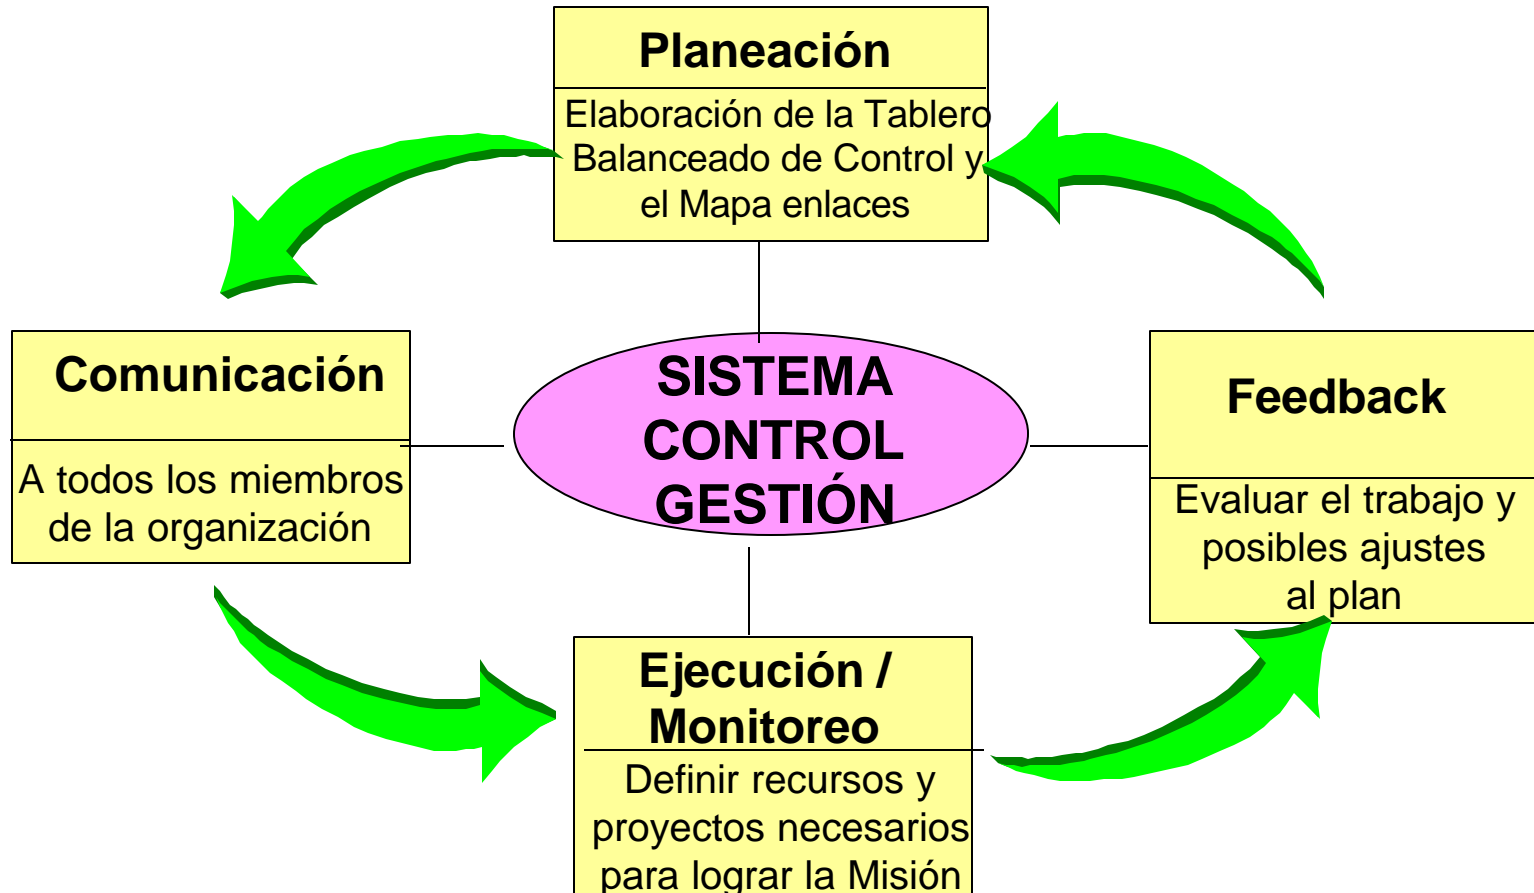 Planeación
Elaboración de la Tablero
Balanceado de Control y
el Mapa enlaces
Comunicación
A todos los miembros
de la organización
SISTEMA
CONTROL
GESTIÓN
Feedback
Evaluar el trabajo y
posibles ajustes
al plan
Ejecución /
Monitoreo
Definir recursos y
proyectos necesarios
para lograr la Misión